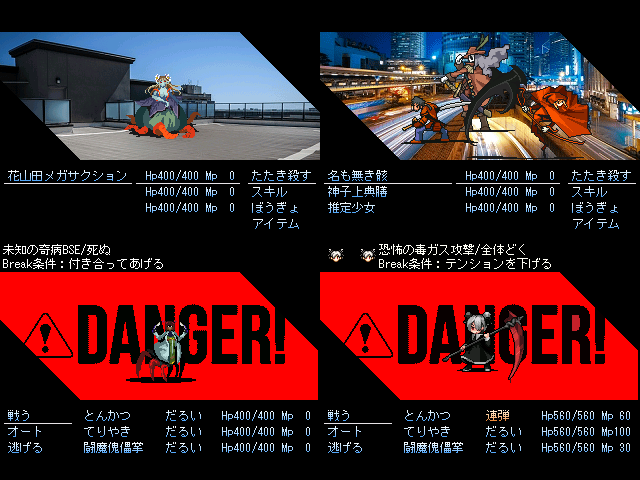 花山田メガサクション Hp400/400 Mp 0 たたき殺す
Hp400/400 Mp 0 スキル
Hp400/400 Mp 0 ぼうぎょ
アイテム
未知の奇病BSE/死ぬ
Break条件：付き合ってあげる
名も無き骸 Hp400/400 Mp 0 たたき殺す
神子上典膳 Hp400/400 Mp 0 スキル
推定少女 Hp400/400 Mp 0 ぼうぎょ
アイテム
恐怖の毒ガス攻撃/全体どく
Break条件：テンションを下げる
DANGER!
戦う とんかつ だるい Hp400/400 Mp 0
オート てりやき だるい Hp400/400 Mp 0
逃げる 闘魔傀儡掌 だるい Hp400/400 Mp 0
DANGER!
戦う とんかつ 連弾 Hp560/560 Mp 60
オート てりやき だるい Hp560/560 Mp100
逃げる 闘魔傀儡掌 だるい Hp560/560 Mp 30